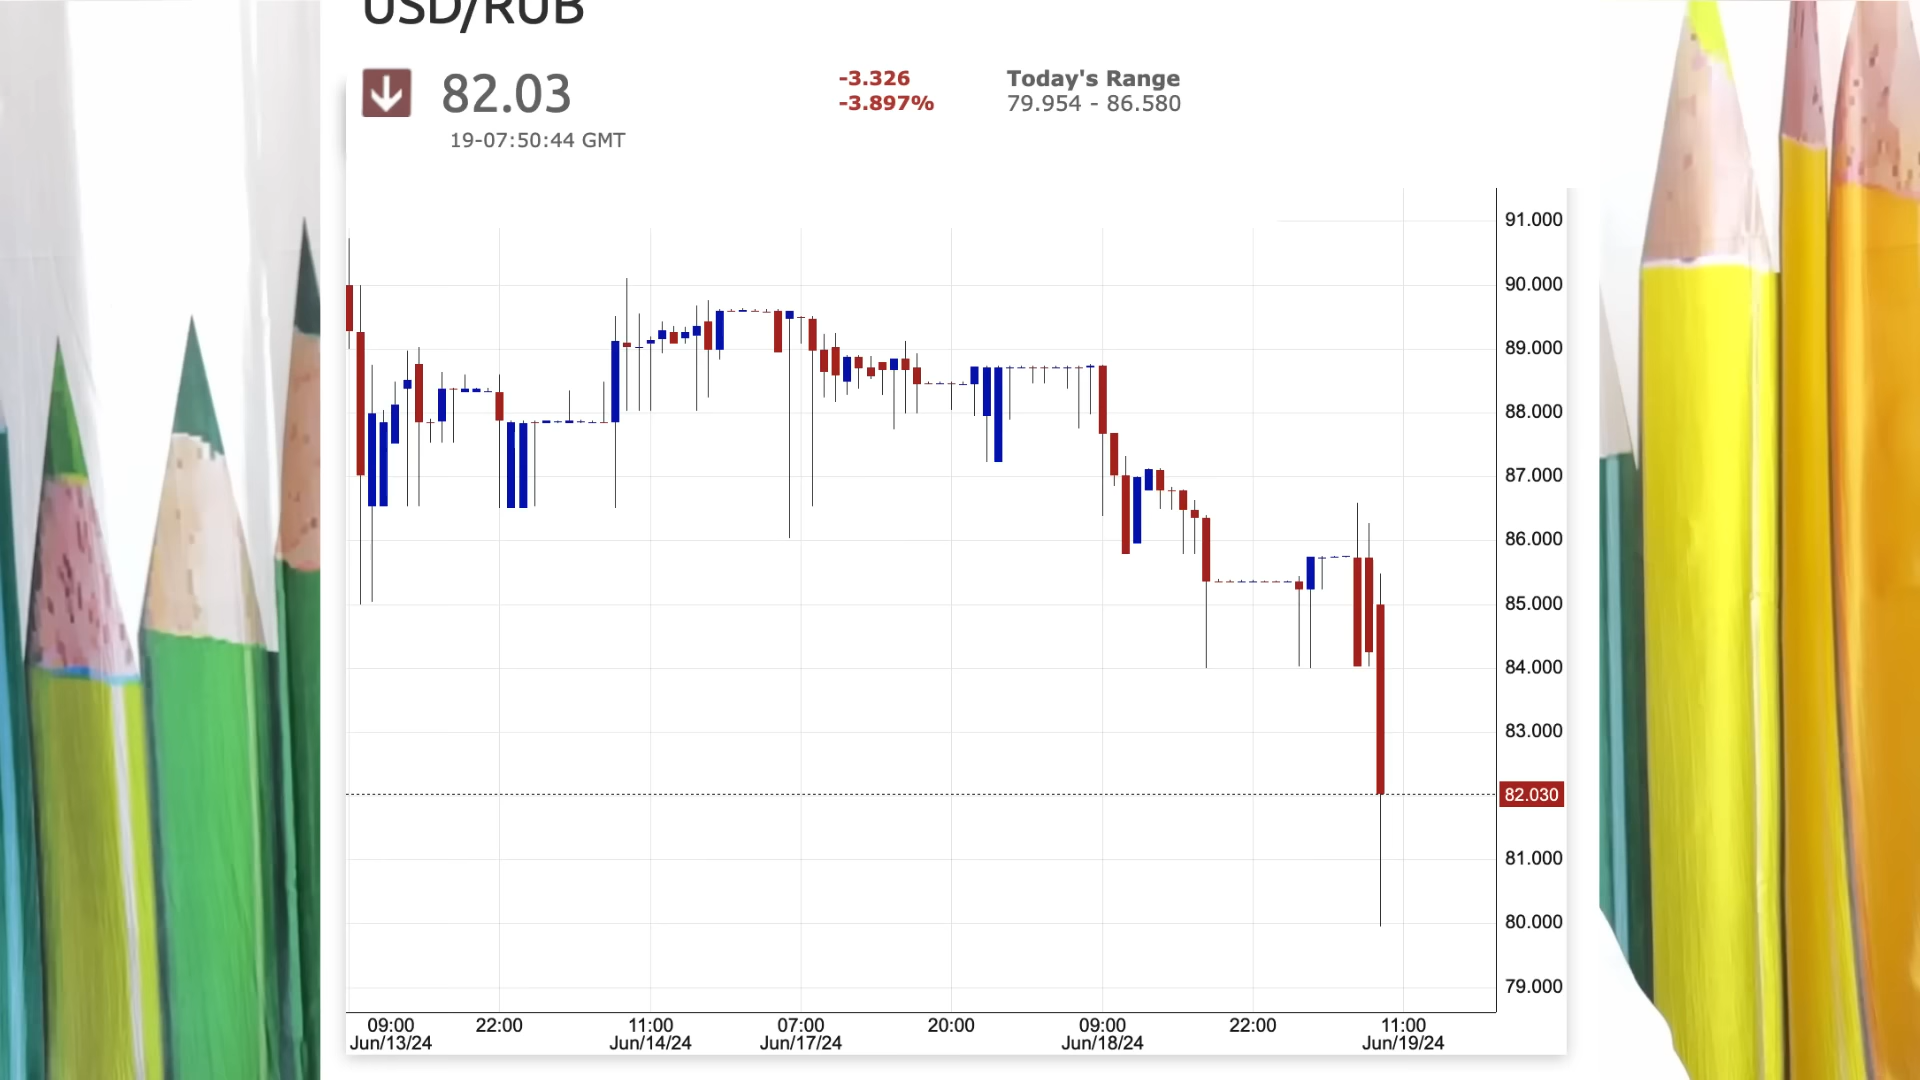 USD/RUB
82.03
-3.326
-3.897%
Today's Range
79.954 - 86.580
19-07:50:44 GMT
91.000
90.000
89.000
88.000
87.000
86.000
85.000
84.000
83.000
82.030
81.000
80.000
79.000
09:00
Jun/13/24
22:00
11:00
Jun/14/24
07:00
Jun/17/24
20:00
09:00
Jun/18/24
22:00
11:00
Jun/19/24